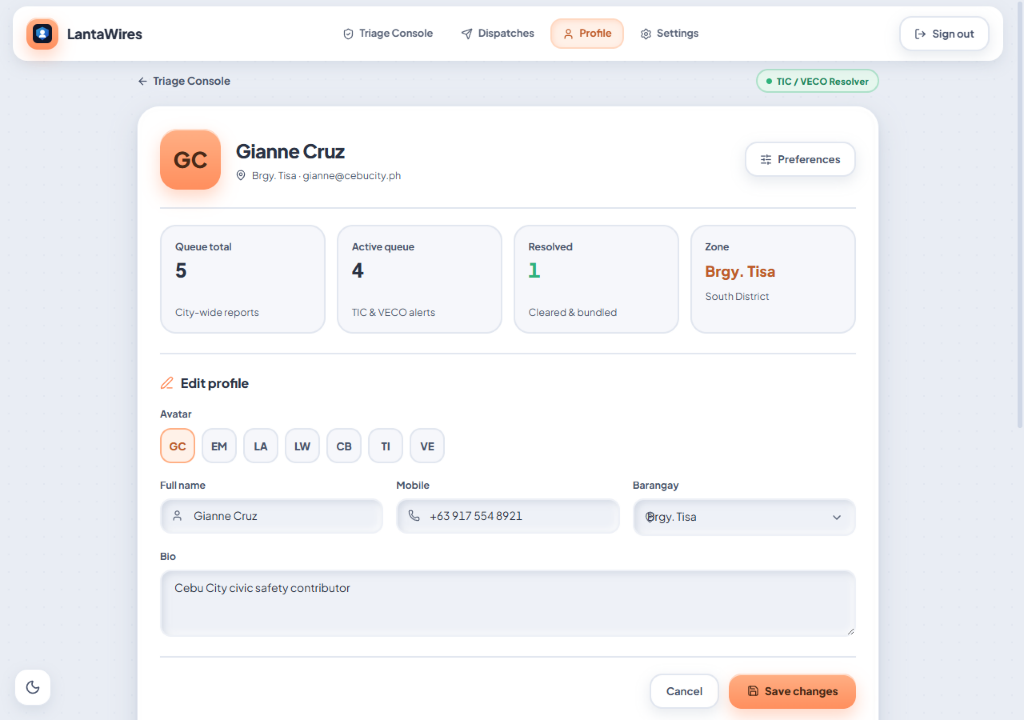 LantaWires
Triage Console
Dispatches
Profile
Settings
Sign out
Triage Console
TIC / VECO Resolver
GC
Gianne Cruz
Brgy. Tisa · gianne@cebucity.ph
Preferences
Queue total
5
City-wide reports
Active queue
4
TIC & VECO alerts
Resolved
1
Cleared & bundled
Zone
Brgy. Tisa
South District
Edit profile
Avatar
GC
EM
LA
LW
CB
TI
VE
Full name
Gianne Cruz
Mobile
+63 917 554 8921
Barangay
Brgy. Tisa
Bio
Cebu City civic safety contributor
Cancel
Save changes